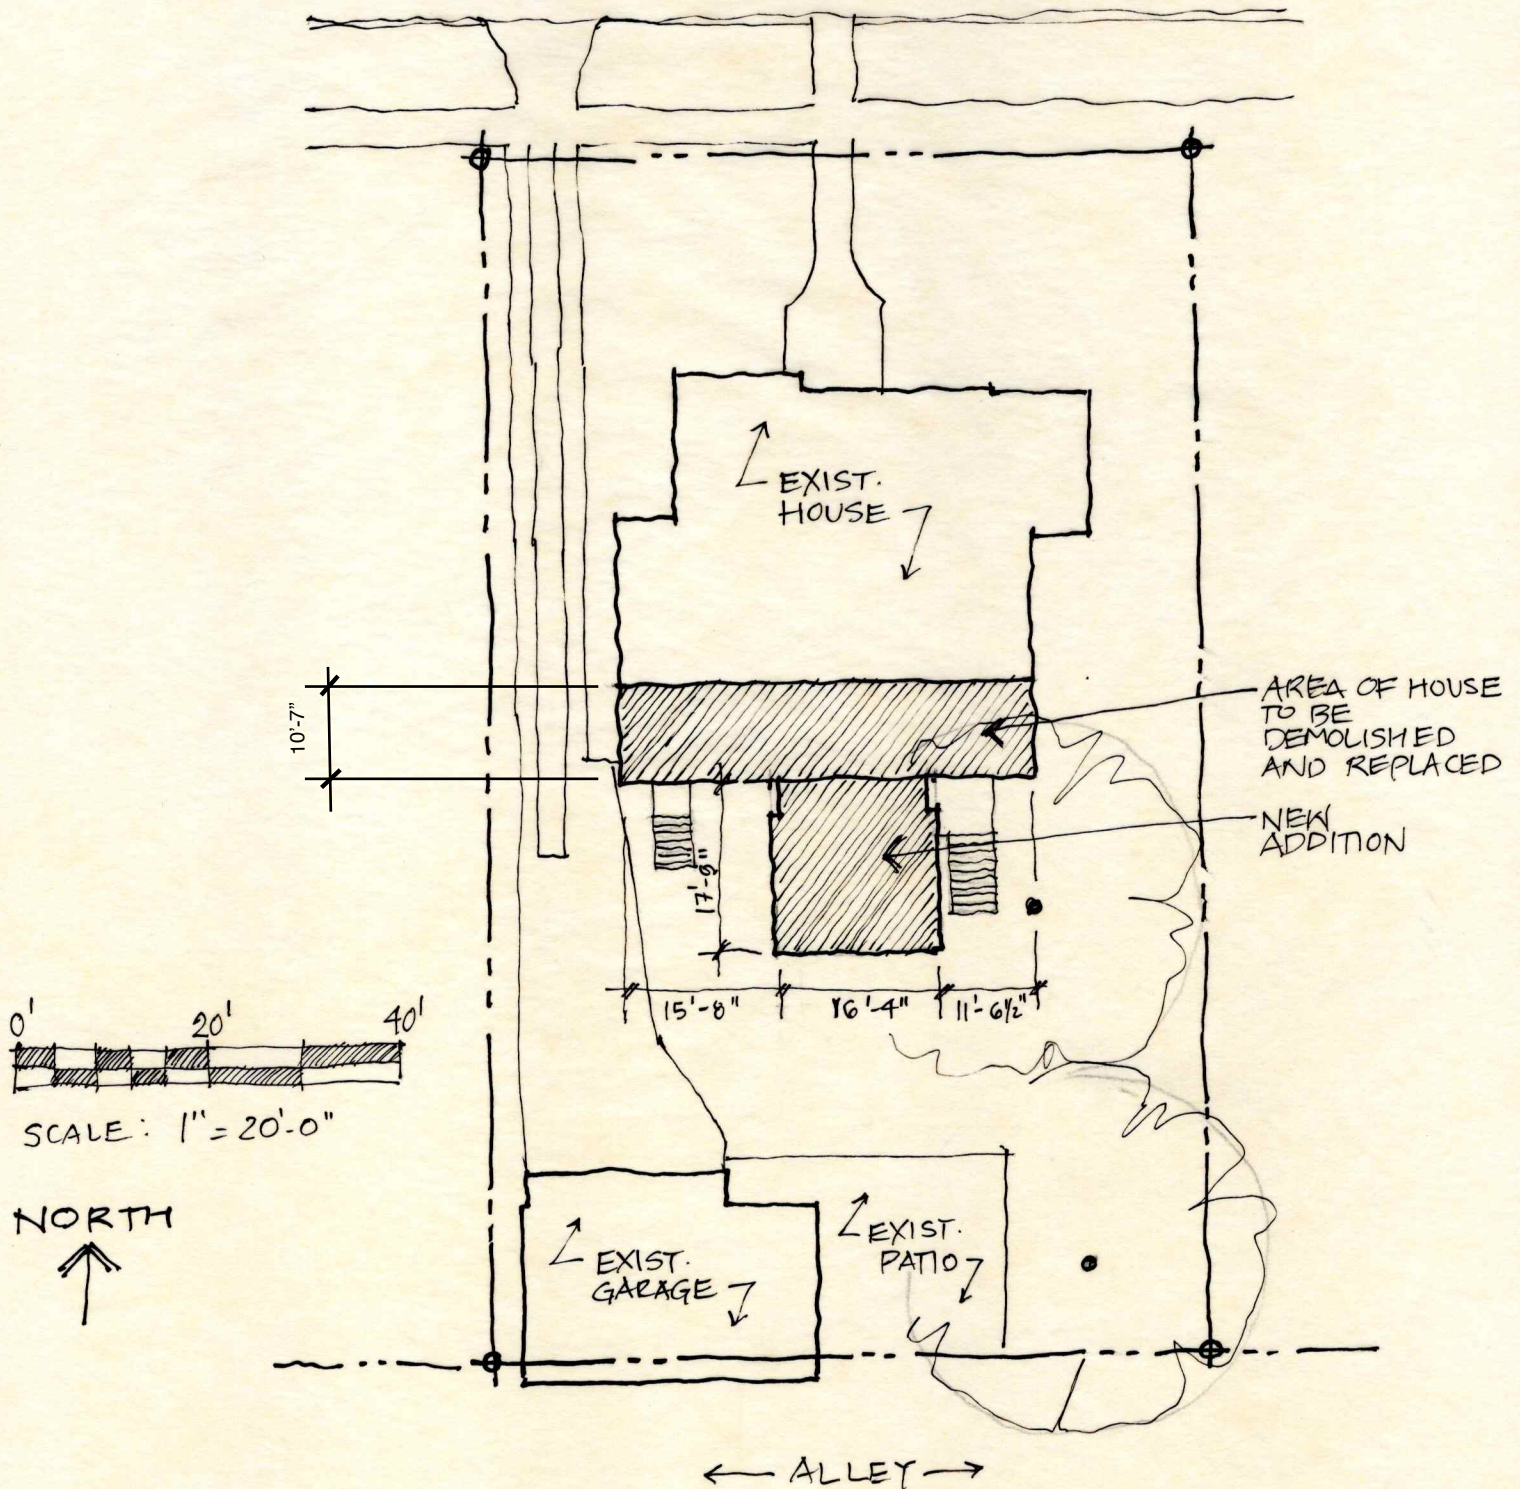 EXIST.
HOUSE
10'-7"
AREA OF HOUSE
TO BE
DEMOLISHED
AND REPLACED
NEW
ADDITION
17'-9"
15'-8"
16'-4"
11'-6½"
0'
20'
40'
SCALE: 1" = 20'-0"
NORTH
EXIST.
GARAGE
EXIST.
PATIO
ALLEY